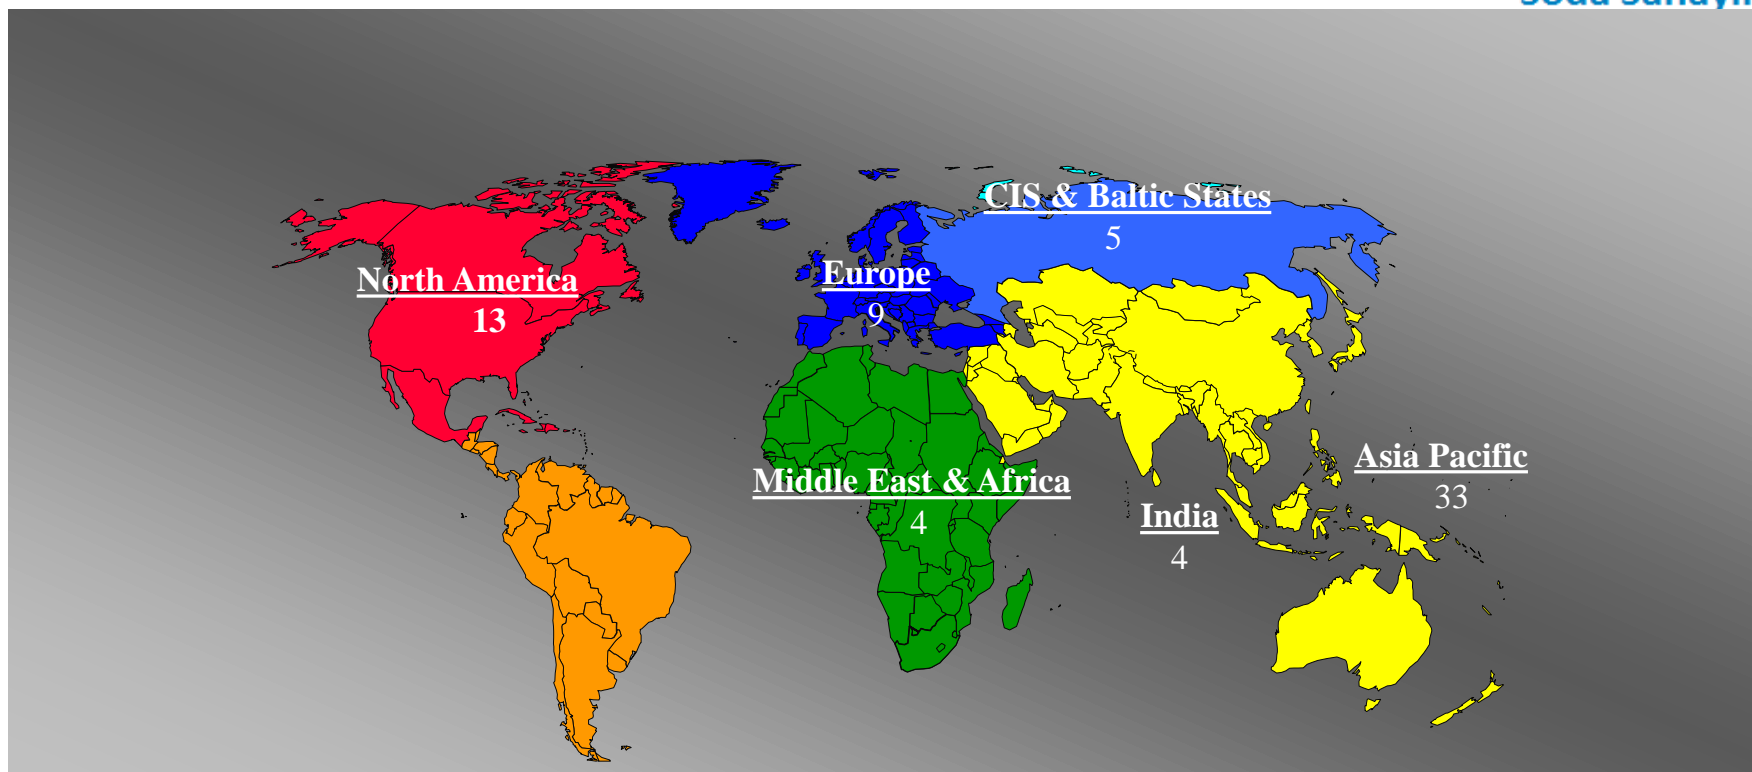 CIS & Baltic States
5
North America
13
Europe
9
Asia Pacific
33
Middle East & Africa
4
India
4